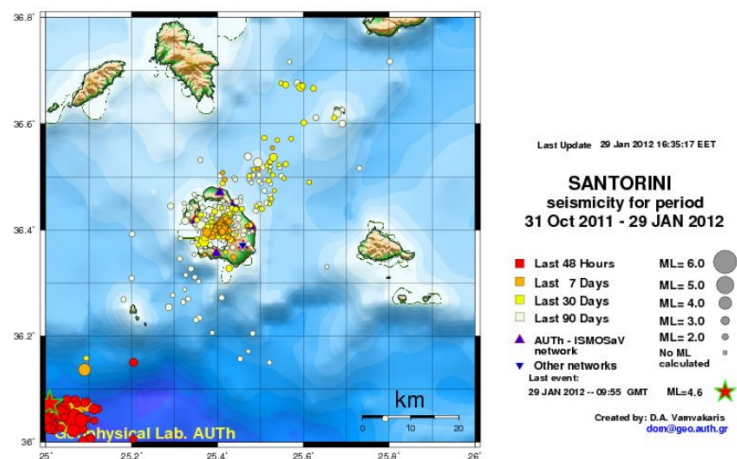 36.8°
36.6°
36.4°
36.2°
36°
25°
25.2°
25.4°
25.6°
25.8°
26°
km
0
10
20
Geophysical Lab. AUTh
Last Update 29 Jan 2012 16:35:17 EET
SANTORINI
seismicity for period
31 Oct 2011 - 29 JAN 2012
Last 48 Hours
Last 7 Days
Last 30 Days
Last 90 Days
AUTh - ISMOSaV
network
Other networks
ML= 6.0
ML= 5.0
ML= 4.0
ML= 3.0
ML= 2.0
No ML
calculated
Last event:
29 JAN 2012 -- 09:55 GMT ML=4.6
Created by: D.A. Vamvakaris
dom@geo.auth.gr